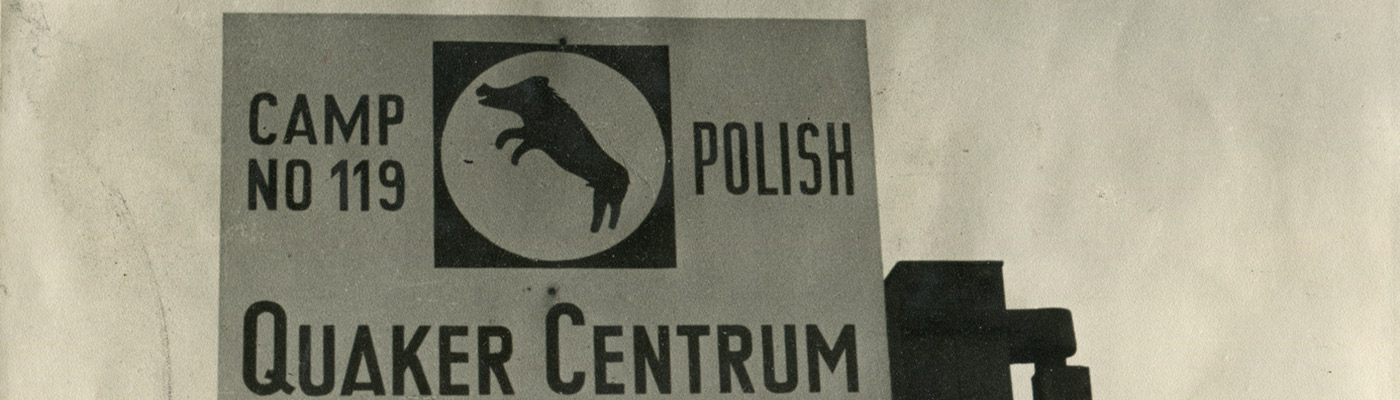 CAMP
NO 119
POLISH
QUAKER CENTRUM